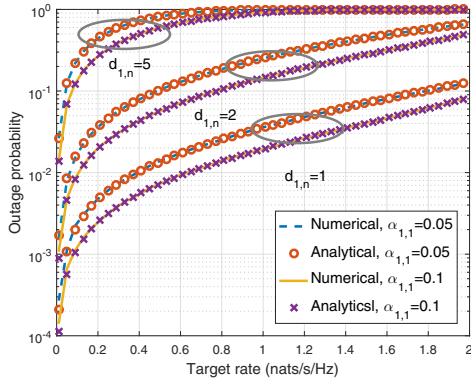 10^0
10^-1
10^-2
10^-3
10^-4
Outage probability
d_{1,n}=5
d_{1,n}=2
d_{1,n}=1
Numerical, α_{1,1}=0.05
Analytical, α_{1,1}=0.05
Numerical, α_{1,1}=0.1
Analyticsl, α_{1,1}=0.1
0 0.2 0.4 0.6 0.8 1 1.2 1.4 1.6 1.8 2
Target rate (nats/s/Hz)